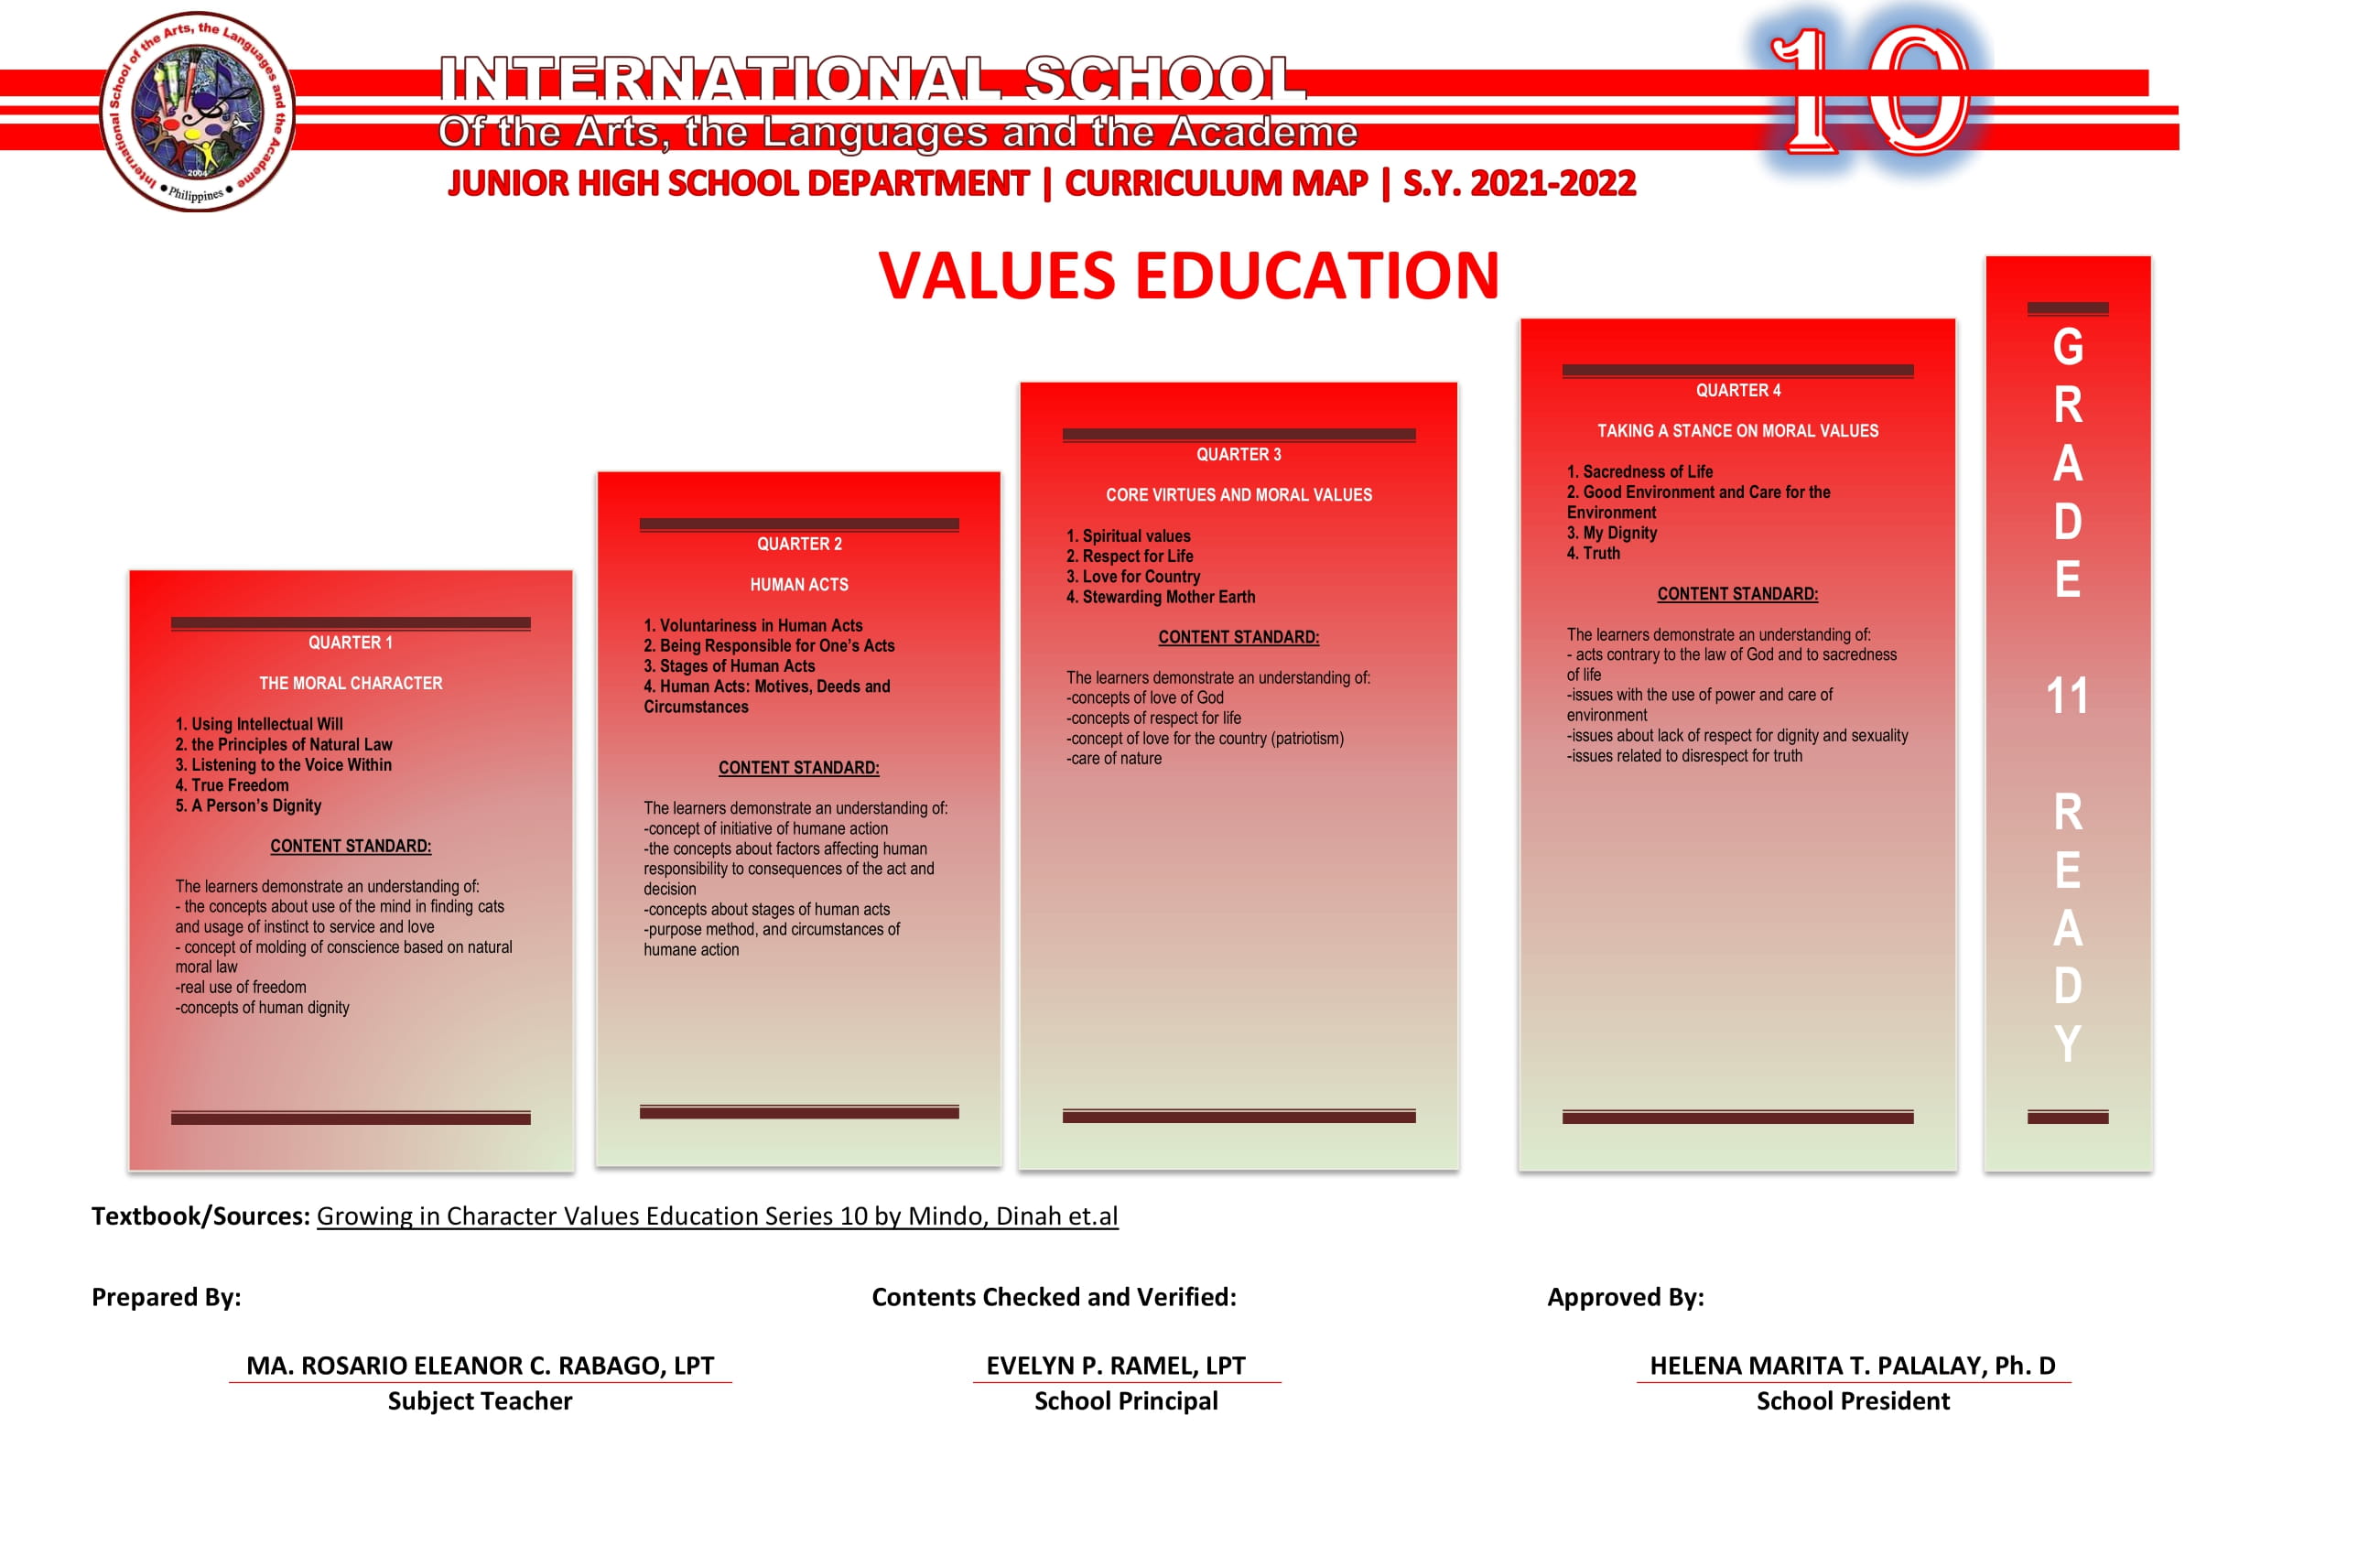 International School of the Arts, the Languages and the Academe
2004
Philippines
INTERNATIONAL SCHOOL
Of the Arts, the Languages and the Academe
JUNIOR HIGH SCHOOL DEPARTMENT | CURRICULUM MAP | S.Y. 2021-2022
10
VALUES EDUCATION
QUARTER 1
THE MORAL CHARACTER
1. Using Intellectual Will
2. the Principles of Natural Law
3. Listening to the Voice Within
4. True Freedom
5. A Person’s Dignity
CONTENT STANDARD:
The learners demonstrate an understanding of:
- the concepts about use of the mind in finding cats
and usage of instinct to service and love
- concept of molding of conscience based on natural
moral law
-real use of freedom
-concepts of human dignity
QUARTER 2
HUMAN ACTS
1. Voluntariness in Human Acts
2. Being Responsible for One’s Acts
3. Stages of Human Acts
4. Human Acts: Motives, Deeds and
Circumstances
CONTENT STANDARD:
The learners demonstrate an understanding of:
-concept of initiative of humane action
-the concepts about factors affecting human
responsibility to consequences of the act and
decision
-concepts about stages of human acts
-purpose method, and circumstances of
humane action
QUARTER 3
CORE VIRTUES AND MORAL VALUES
1. Spiritual values
2. Respect for Life
3. Love for Country
4. Stewarding Mother Earth
CONTENT STANDARD:
The learners demonstrate an understanding of:
-concepts of love of God
-concepts of respect for life
-concept of love for the country (patriotism)
-care of nature
QUARTER 4
TAKING A STANCE ON MORAL VALUES
1. Sacredness of Life
2. Good Environment and Care for the
Environment
3. My Dignity
4. Truth
CONTENT STANDARD:
The learners demonstrate an understanding of:
- acts contrary to the law of God and to sacredness
of life
-issues with the use of power and care of
environment
-issues about lack of respect for dignity and sexuality
-issues related to disrespect for truth
G
R
A
D
E
11
R
E
A
D
Y
Textbook/Sources: Growing in Character Values Education Series 10 by Mindo, Dinah et.al
Prepared By:
Contents Checked and Verified:
Approved By:
MA. ROSARIO ELEANOR C. RABAGO, LPT
EVELYN P. RAMEL, LPT
HELENA MARITA T. PALALAY, Ph. D
Subject Teacher
School Principal
School President